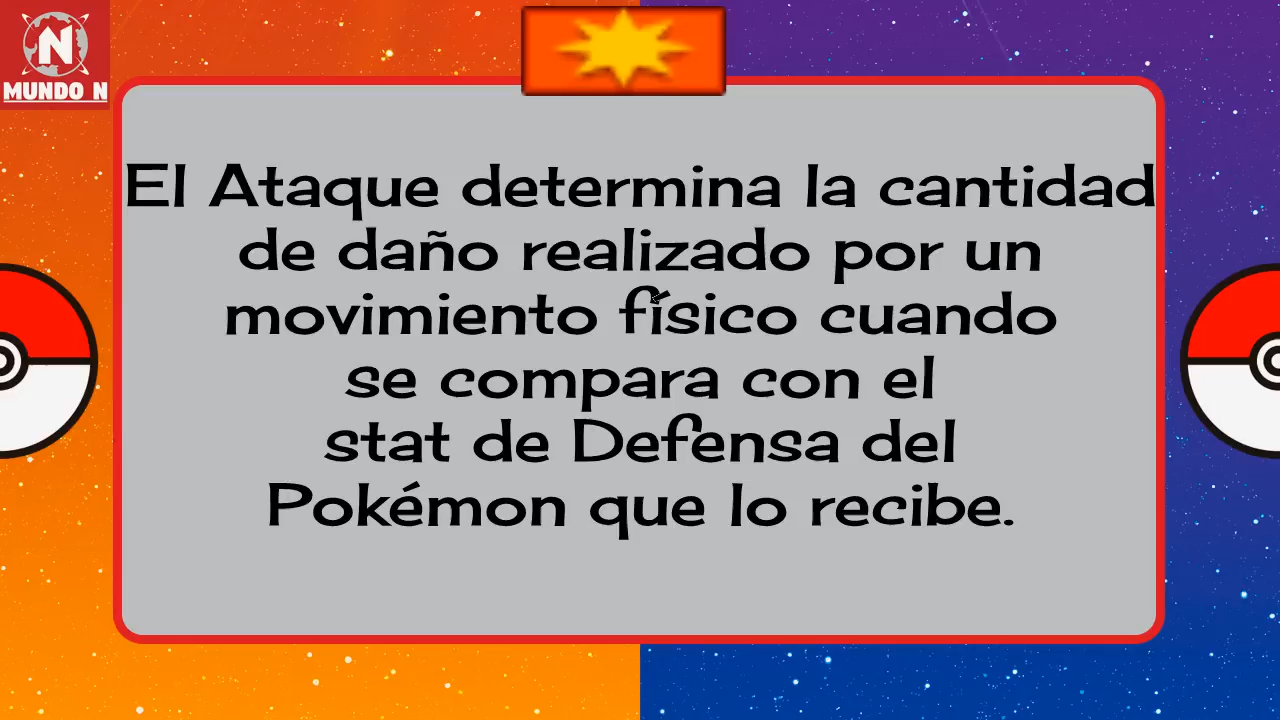 N
MUNDO N
El Ataque determina la cantidad
de daño realizado por un
movimiento físico cuando
se compara con el
stat de Defensa del
Pokémon que lo recibe.